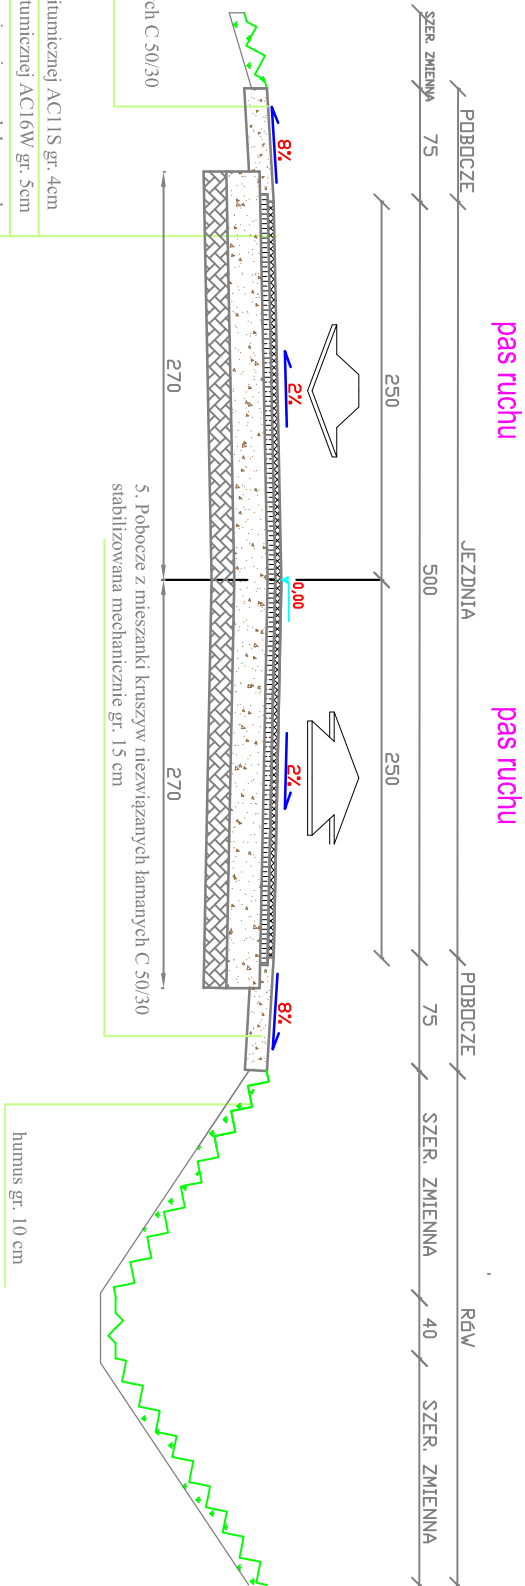 pas ruchu
pas ruchu
POBOCZE
JEZDNIA
POBOCZE
RÓW
SZER. ZMIENNA
75
500
75
SZER. ZMIENNA
40
SZER. ZMIENNA
250
250
8%
2%
0,00
2%
8%
270
270
ch C 50/30
5. Pobocze z mieszanki kruszyw niezwiązanych łamanych C 50/30
stabilizowana mechanicznie gr. 15 cm
itumicznej AC11S gr. 4cm
tumicznej AC16W gr. 5cm
humus gr. 10 cm